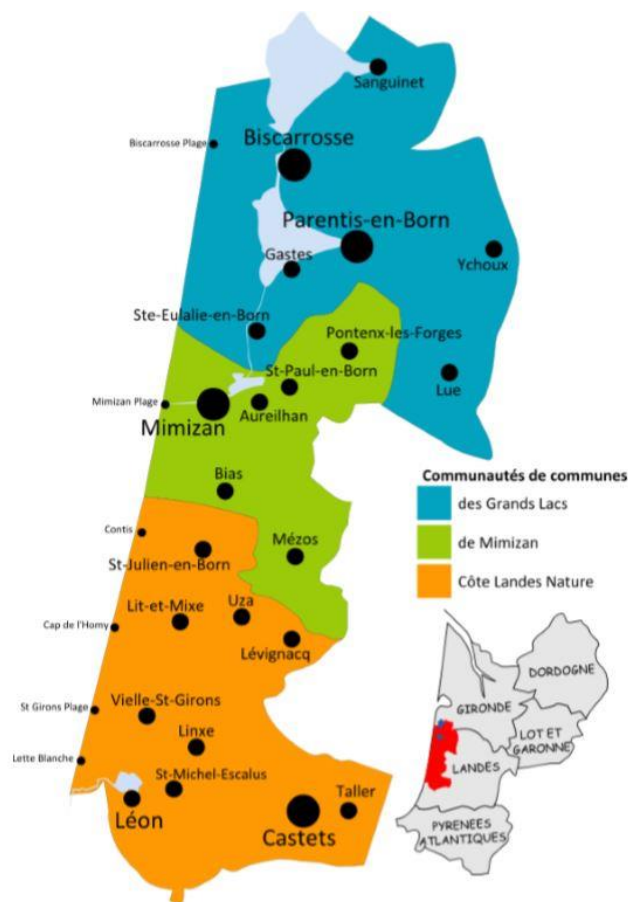 Sanguinet
Biscarrosse
Biscarrosse Plage
Parentis-en-Born
Gastes
Ychoux
Ste-Eulalie-en-Born
Pontenx-les-Forges
St-Paul-en-Born
Lue
Mimizan Plage
Aureilhan
Mimizan
Bias
Contis
Mézos
St-Julien-en-Born
Lit-et-Mixe
Uza
Cap de l'Homy
Lévignacq
St Girons Plage
Vielle-St-Girons
Linxe
Lette Blanche
St-Michel-Escalus
Taller
Léon
Castets
Communautés de communes
des Grands Lacs
de Mimizan
Côte Landes Nature
DORDOGNE
GIRONDE
LOT ET
GARONNE
LANDES
PYRENEES
ATLANTIQUES